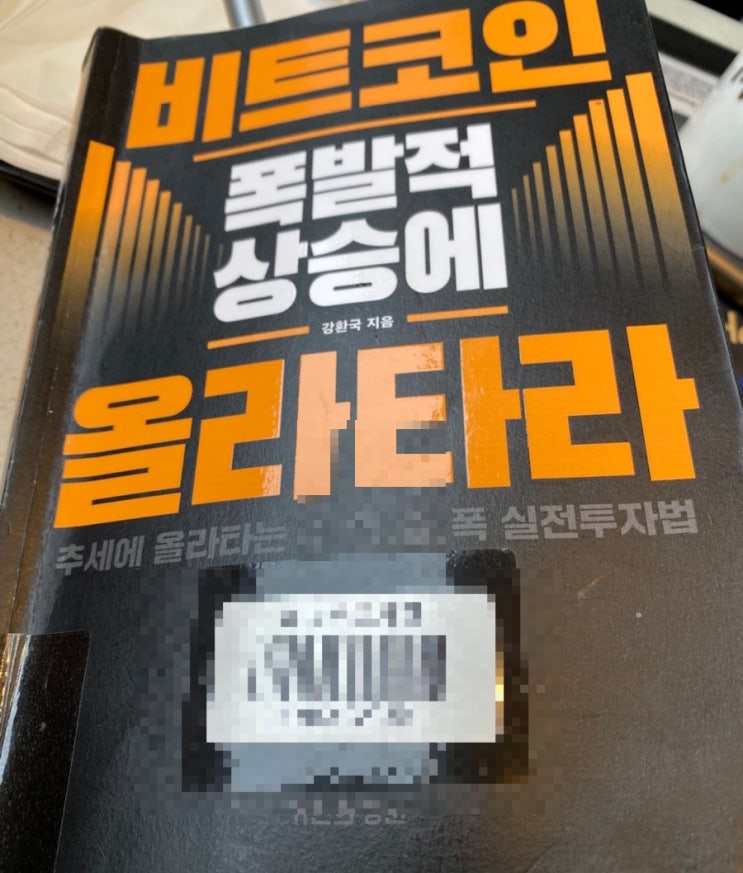 비트코인
폭발적
상승에
강환국 지음
올라타라
추세에 올라타는 폭 실전투자법